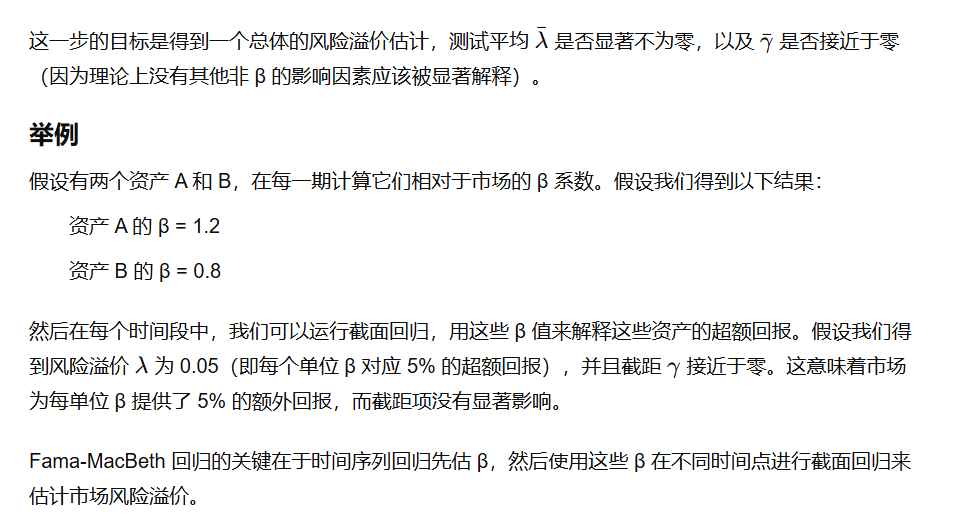 这一步的目标是得到一个总体的风险溢价估计，测试平均 λ̄ 是否显著不为零，以及 γ̄ 是否接近于零
（因为理论上没有其他非 β 的影响因素应该被显著解释）。
举例
假设有两个资产 A 和 B，在每一期计算它们相对于市场的 β 系数。假设我们得到以下结果：
资产 A 的 β = 1.2
资产 B 的 β = 0.8
然后在每个时间段中，我们可以运行截面回归，用这些 β 值来解释这些资产的超额回报。假设我们得
到风险溢价 λ 为 0.05（即每个单位 β 对应 5% 的超额回报），并且截距 γ 接近于零。这意味着市场
为每单位 β 提供了 5% 的额外回报，而截距项没有显著影响。
Fama-MacBeth 回归的关键在于时间序列回归先估 β，然后使用这些 β 在不同时间点进行截面回归来
估计市场风险溢价。